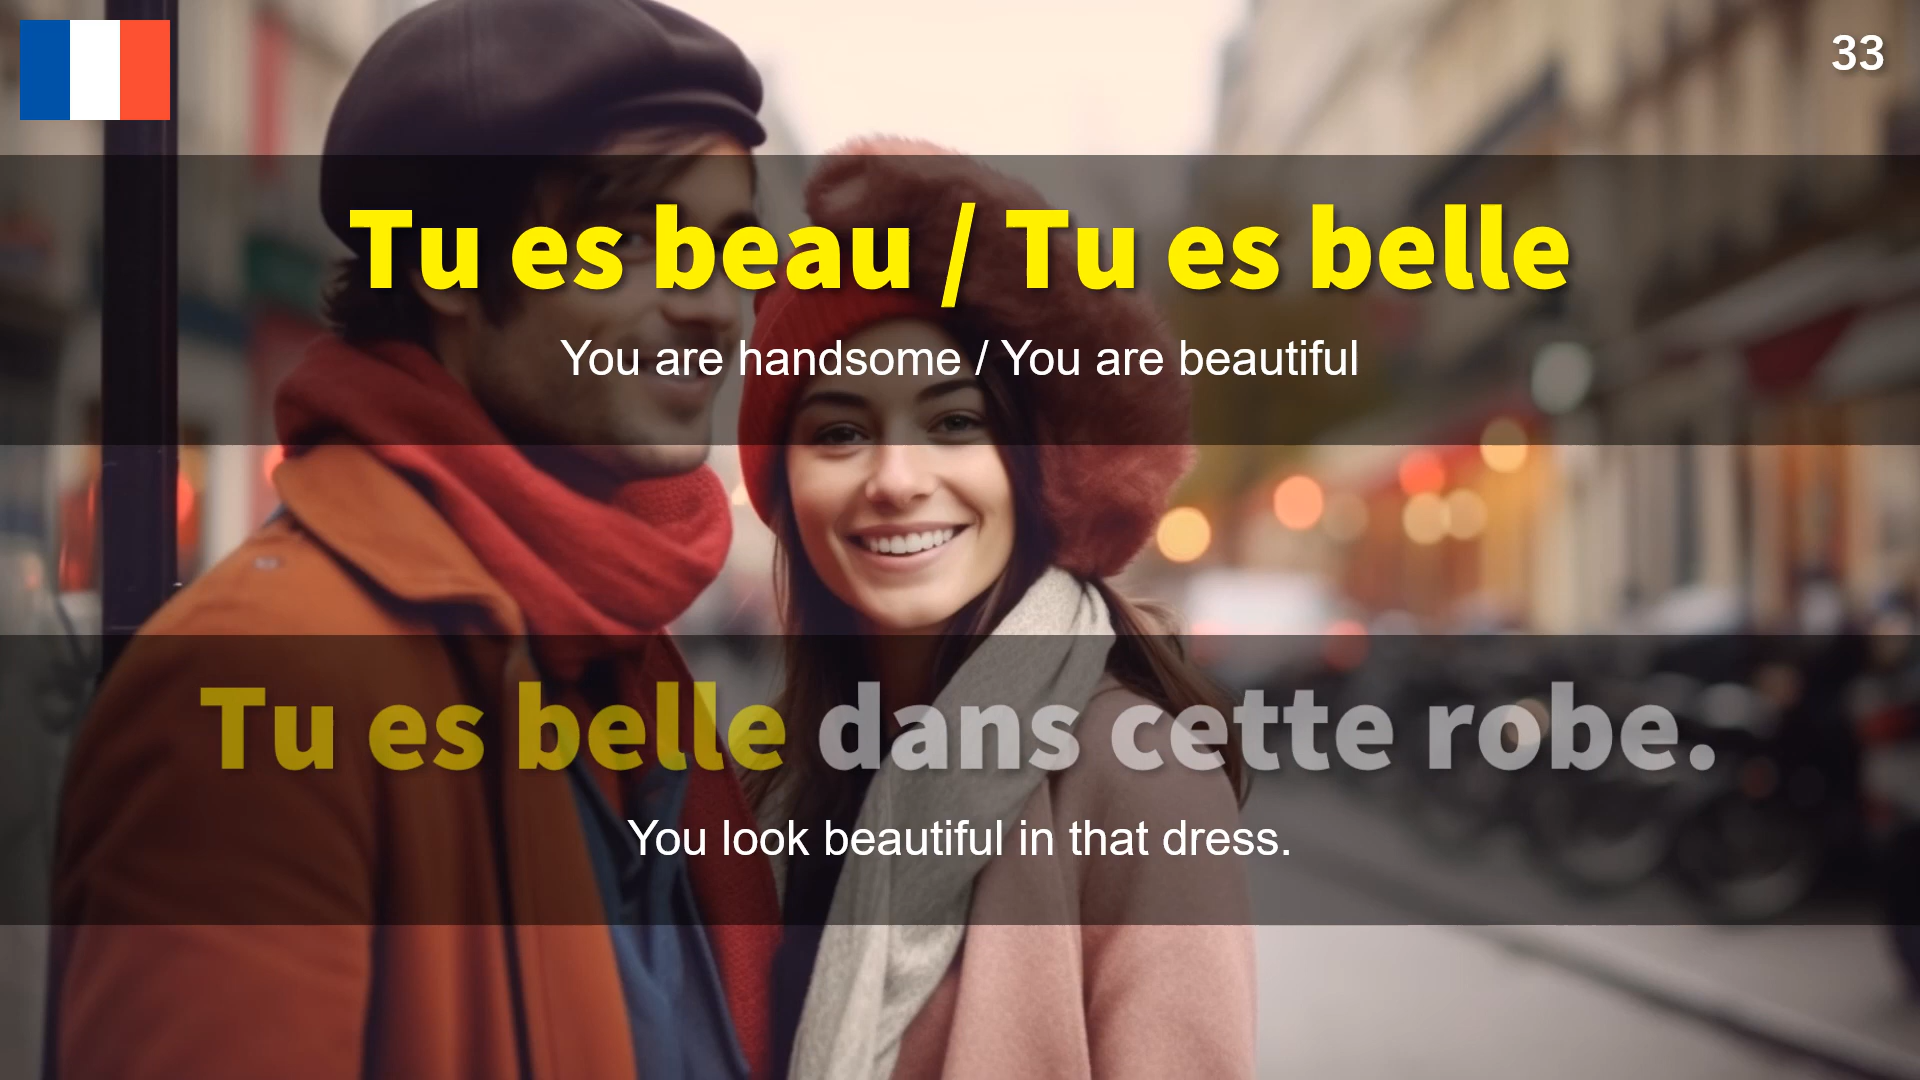 33
Tu es beau / Tu es belle
You are handsome / You are beautiful
Tu es belle dans cette robe.
You look beautiful in that dress.